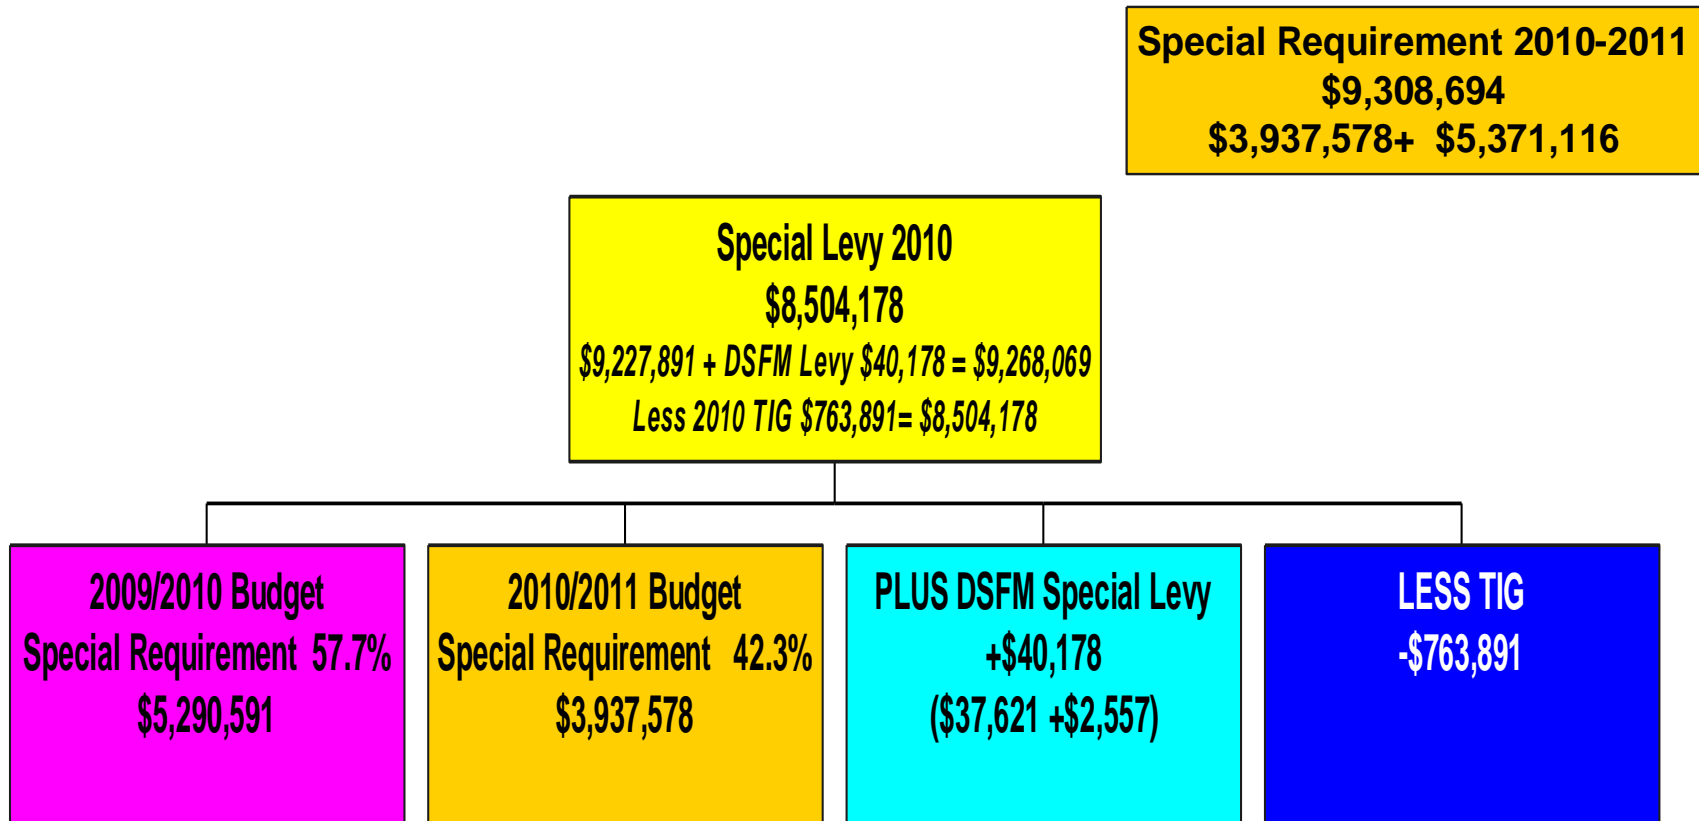 Special Requirement 2010-2011
$9,308,694
$3,937,578+ $5,371,116
Special Levy 2010
$8,504,178
$9,227,891 + DSFM Levy $40,178 = $9,268,069
Less 2010 TIG $763,891= $8,504,178
2009/2010 Budget
Special Requirement 57.7%
$5,290,591
2010/2011 Budget
Special Requirement 42.3%
$3,937,578
PLUS DSFM Special Levy
+$40,178
($37,621 +$2,557)
LESS TIG
-$763,891